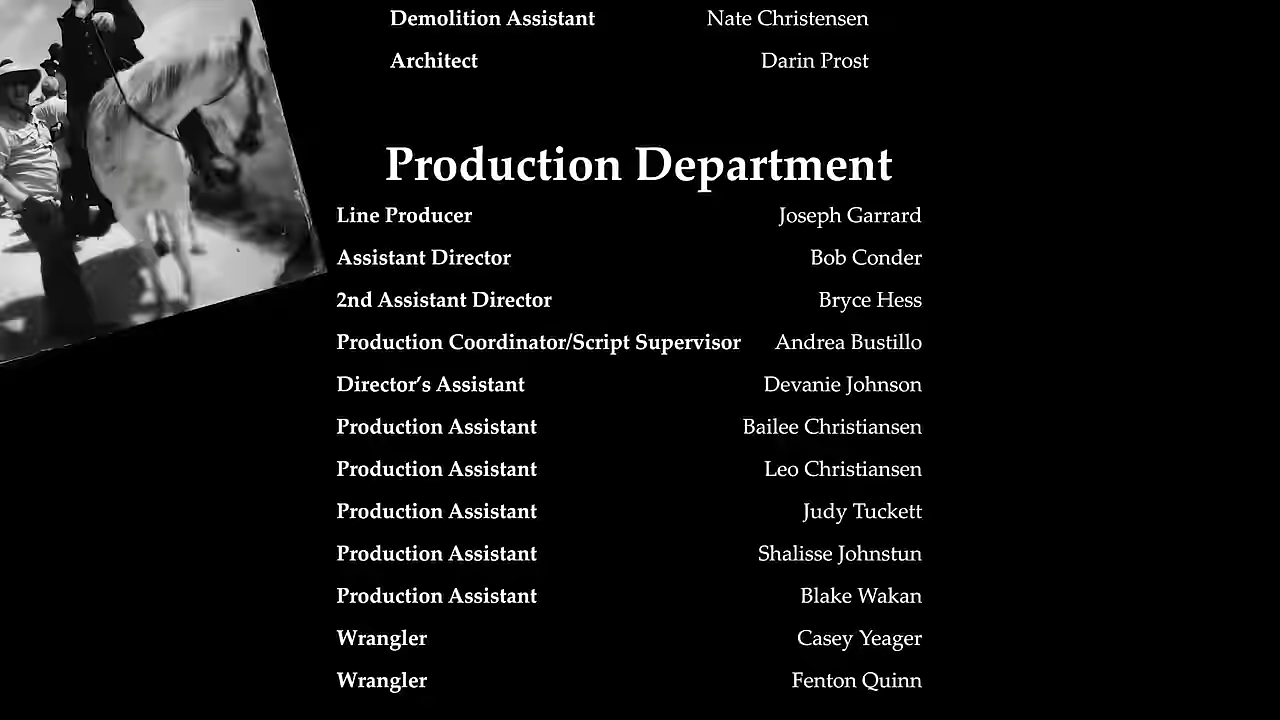 Demolition Assistant Nate Christensen
Architect Darin Prost
Production Department
Line Producer Joseph Garrard
Assistant Director Bob Conder
2nd Assistant Director Bryce Hess
Production Coordinator/Script Supervisor Andrea Bustillo
Director’s Assistant Devanie Johnson
Production Assistant Bailee Christiansen
Production Assistant Leo Christiansen
Production Assistant Judy Tuckett
Production Assistant Shalisse Johnstun
Production Assistant Blake Wakan
Wrangler Casey Yeager
Wrangler Fenton Quinn